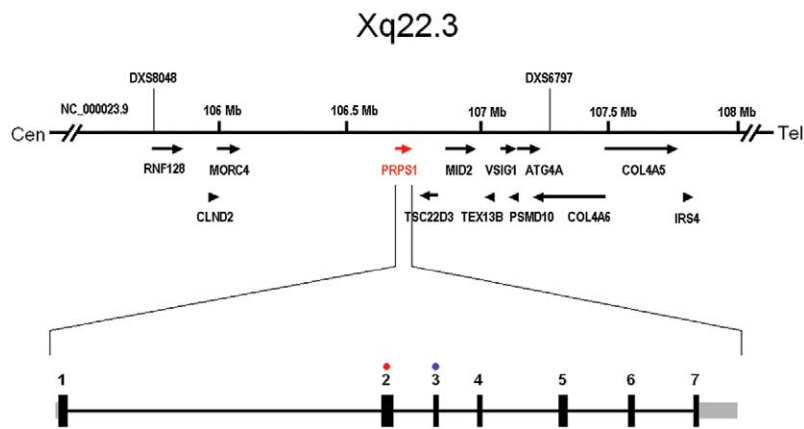 Xq22.3
DXS8048 DXS6797
NC_000023.9 106 Mb 106.5 Mb 107 Mb 107.5 Mb 108 Mb
Cen Tel
RNF128 MORC4 PRPS1 MID2 VSIG1 ATG4A COL4A5
CLND2 TSC22D3 TEX13B PSMD10 COL4A6 IRS4
1 2 3 4 5 6 7